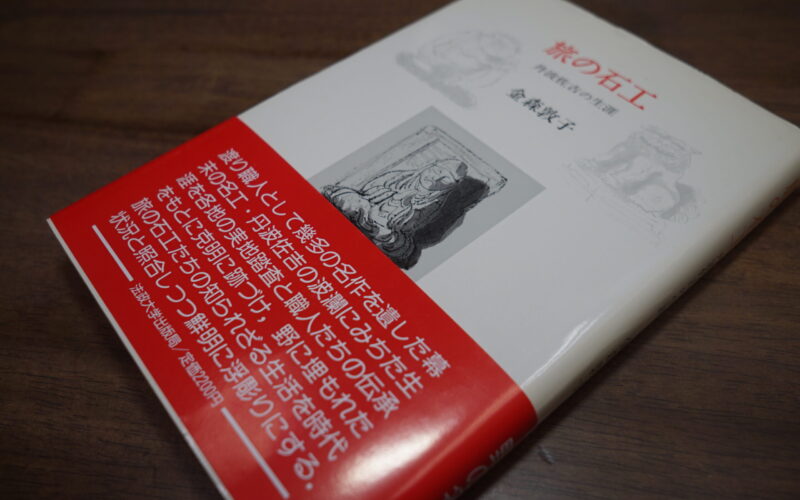 旅の石工
丹波佐吉の生涯
金森敦子
渡り職人として幾多の名作を遺した幕
末の名工・丹波佐吉の波瀾にみちた生
涯を各地の実地踏査と職人たちの伝承
をもとに克明に跡づけ，野に埋もれた
旅の石工たちの知られざる生活を時代
状況と照合しつつ鮮明に浮彫りにする．
法政大学出版局／定価2200円